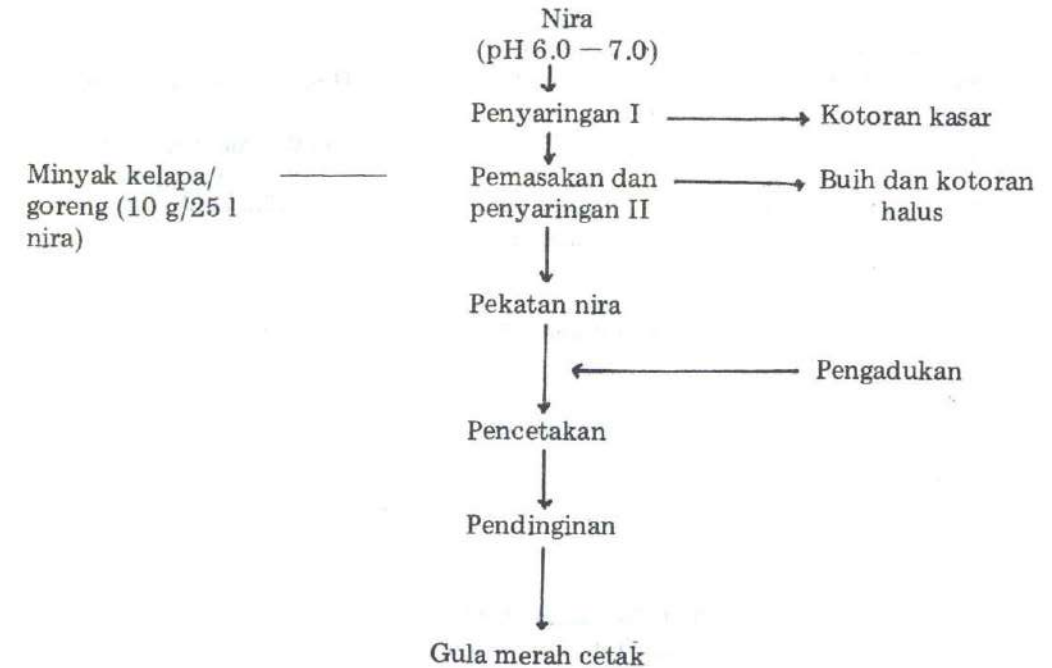 Nira
(pH 6.0 — 7.0)
Penyaringan I
Kotoran kasar
Minyak kelapa/
goreng (10 g/25 l
nira)
Pemasakan dan
penyaringan II
Buih dan kotoran
halus
Pekatan nira
Pengadukan
Pencetakan
Pendinginan
Gula merah cetak